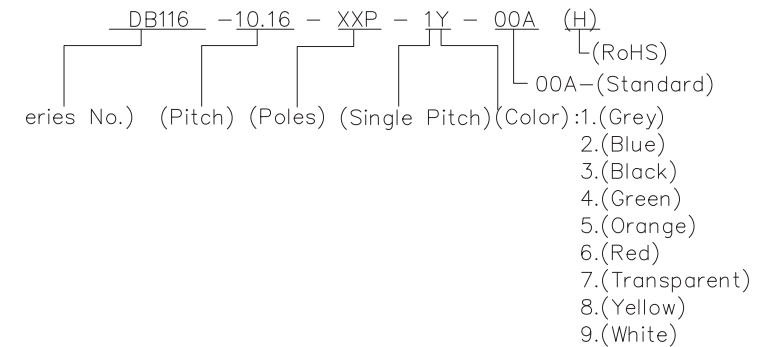 DB116 -10.16 - XXP - 1Y - 00A (H)
(RoHS)
00A-(Standard)
eries No.) (Pitch) (Poles) (Single Pitch)(Color):1.(Grey)
2.(Blue)
3.(Black)
4.(Green)
5.(Orange)
6.(Red)
7.(Transparent)
8.(Yellow)
9.(White)